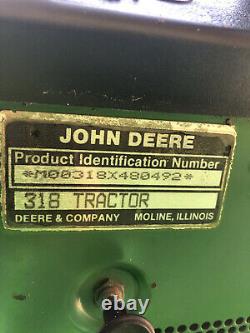 JOHN DEERE
Product Identification Number
*M00318X480492*
318 TRACTOR
DEERE & COMPANY MOLINE, ILLINOIS